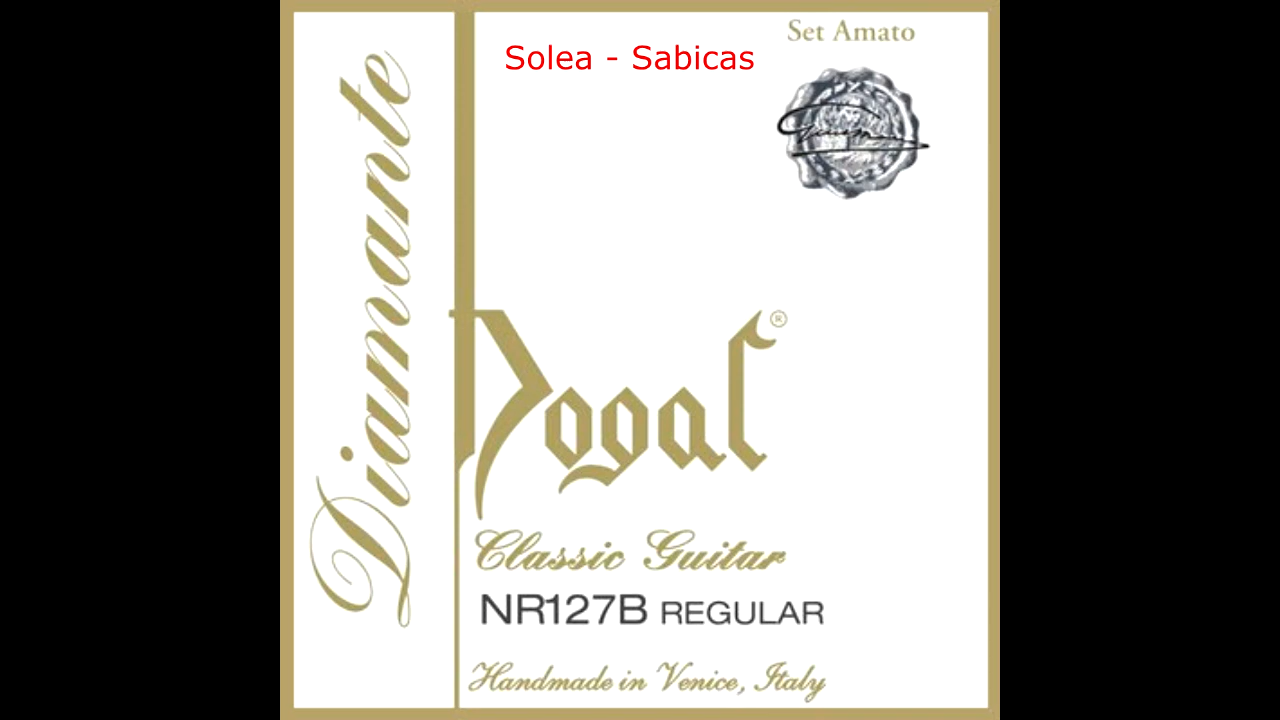 Set Amato
Solea - Sabicas
Diamante
Dogal®
Classic Guitar
NR127B REGULAR
Handmade in Venice, Italy